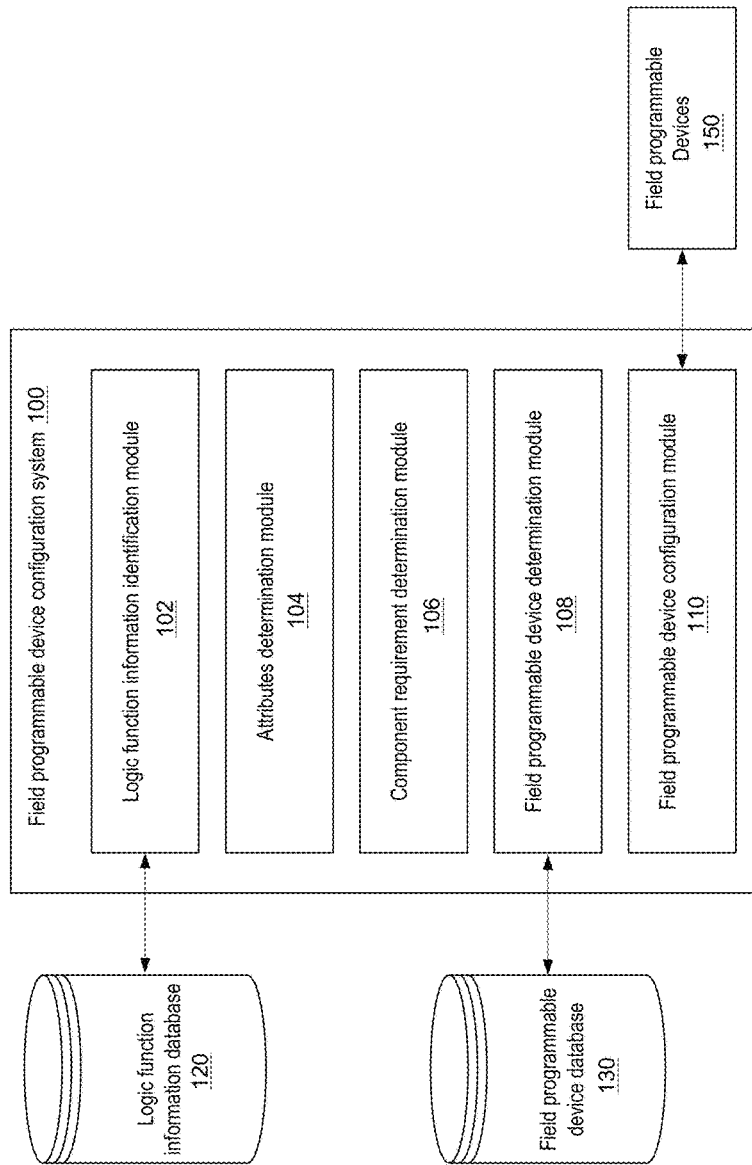 Field programmable device configuration system 100
Logic function information identification module
102
Attributes determination module
104
Component requirement determination module
106
Field programmable device determination module
108
Field programmable device configuration module
110
Logic function
information database
120
Field programmable
device database
130
Field programmable
Devices
150